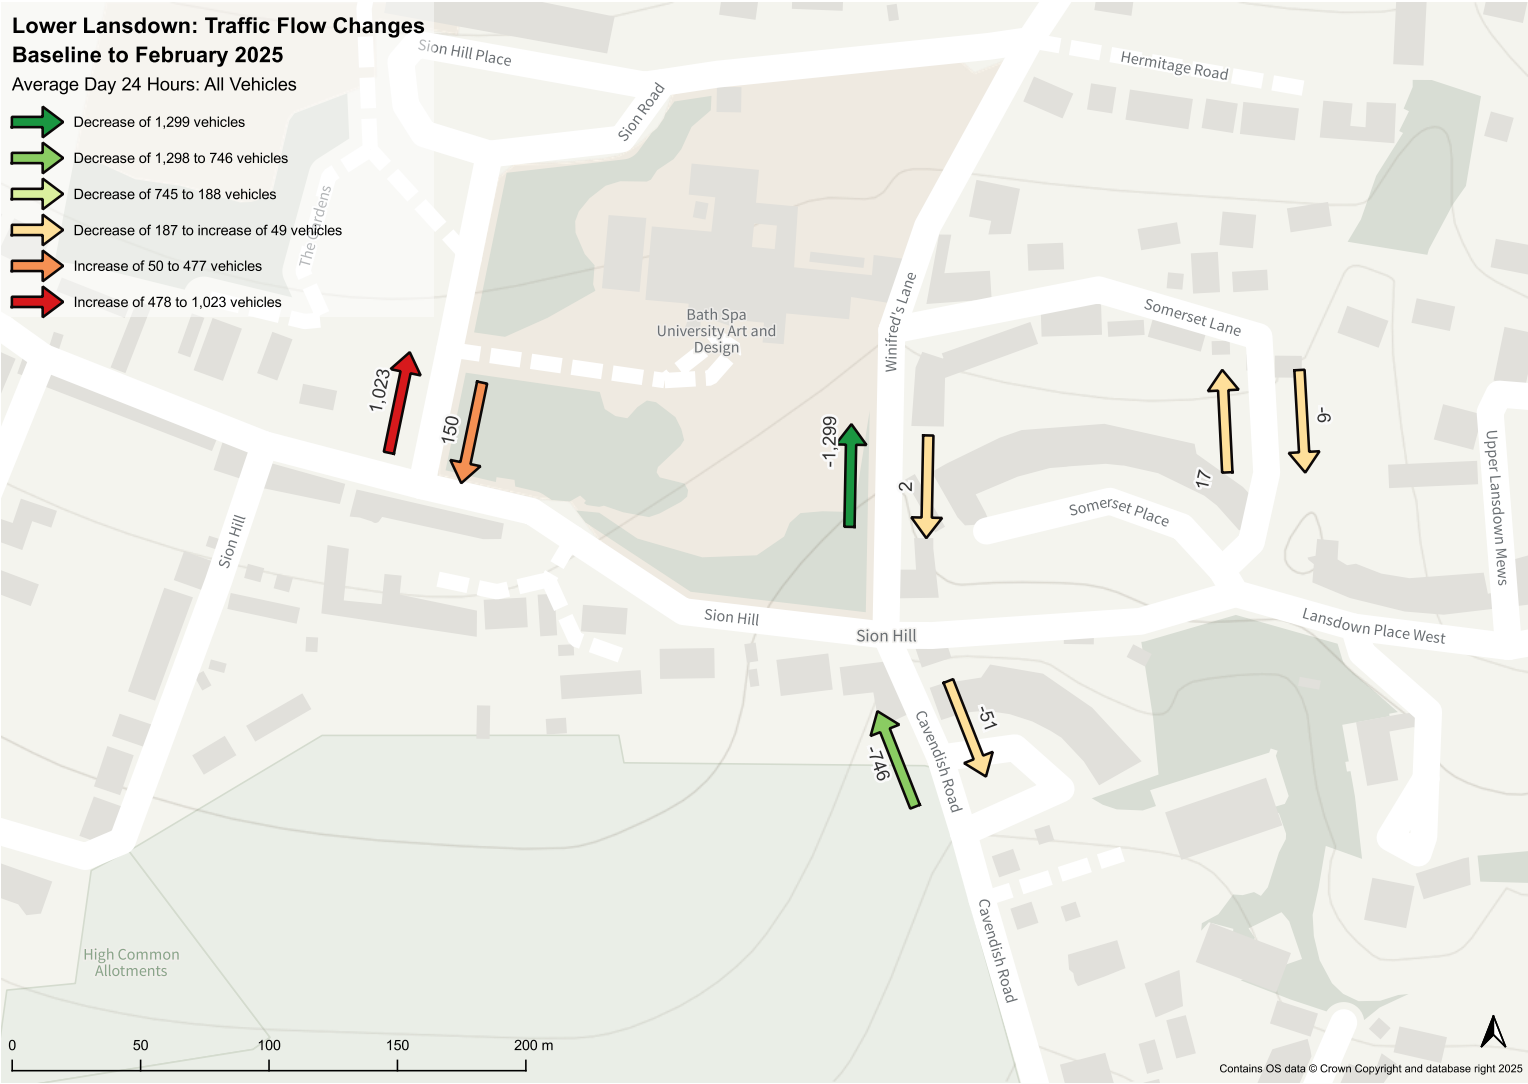 Lower Lansdown: Traffic Flow Changes
Baseline to February 2025
Average Day 24 Hours: All Vehicles
Decrease of 1,299 vehicles
Decrease of 1,298 to 746 vehicles
Decrease of 745 to 188 vehicles
Decrease of 187 to increase of 49 vehicles
Increase of 50 to 477 vehicles
Increase of 478 to 1,023 vehicles
Sion Hill Place
Sion Road
Hermitage Road
The Gardens
Winifred's Lane
Somerset Lane
Bath Spa
University Art and
Design
1,023
150
-1,299
2
17
-9
Upper Lansdown Mews
Somerset Place
Sion Hill
Sion Hill
Sion Hill
Lansdown Place West
-746
-51
Cavendish Road
Cavendish Road
High Common
Allotments
0 50 100 150 200 m
Contains OS data © Crown Copyright and database right 2025